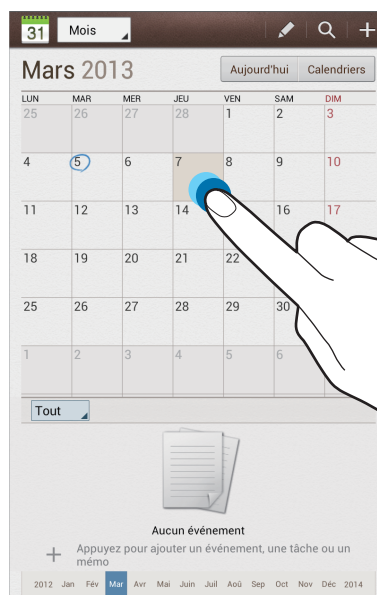 31 Mois
Mars 2013 Aujourd'hui Calendriers
LUN MAR MER JEU VEN SAM DIM
25 26 27 28 1 2 3
4 5 6 7 8 9 10
11 12 13 14 16 17
18 19 20 21 22
25 26 27 28 29 30
1 2 3 4 5 6
Tout
Aucun événement
Appuyez pour ajouter un événement, une tâche ou un
mémo
2012 Jan Fév Mar Avr Mai Juin Juil Aoû Sep Oct Nov Déc 2014